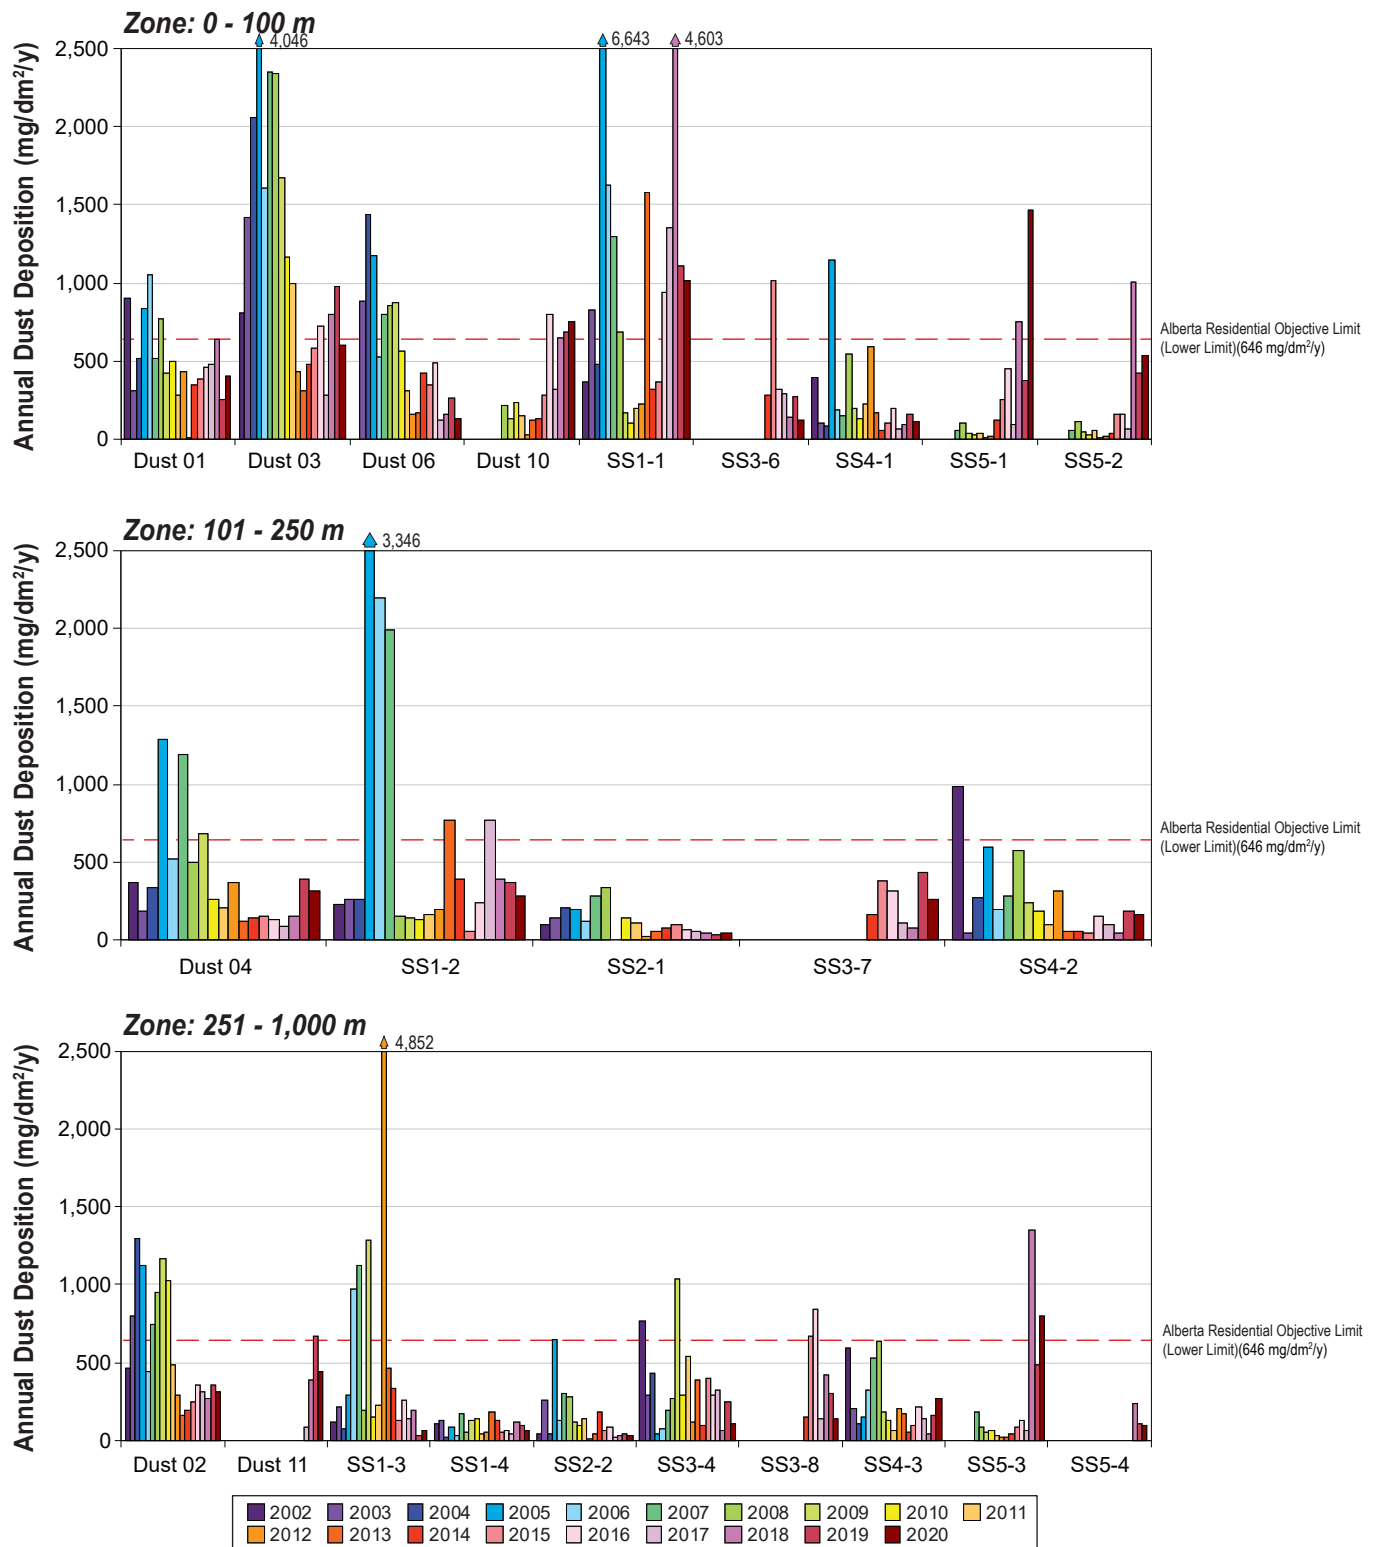 Zone: 0 - 100 m
4,046
6,643
4,603
Annual Dust Deposition (mg/dm²/y)
2,500
2,000
1,500
1,000
500
0
Alberta Residential Objective Limit
(Lower Limit)(646 mg/dm²/y)
Dust 01 Dust 03 Dust 06 Dust 10 SS1-1 SS3-6 SS4-1 SS5-1 SS5-2
Zone: 101 - 250 m
3,346
Annual Dust Deposition (mg/dm²/y)
2,500
2,000
1,500
1,000
500
0
Alberta Residential Objective Limit
(Lower Limit)(646 mg/dm²/y)
Dust 04 SS1-2 SS2-1 SS3-7 SS4-2
Zone: 251 - 1,000 m
4,852
Annual Dust Deposition (mg/dm²/y)
2,500
2,000
1,500
1,000
500
0
Alberta Residential Objective Limit
(Lower Limit)(646 mg/dm²/y)
Dust 02 Dust 11 SS1-3 SS1-4 SS2-2 SS3-4 SS3-8 SS4-3 SS5-3 SS5-4
2002 2003 2004 2005 2006 2007 2008 2009 2010 2011
2012 2013 2014 2015 2016 2017 2018 2019 2020